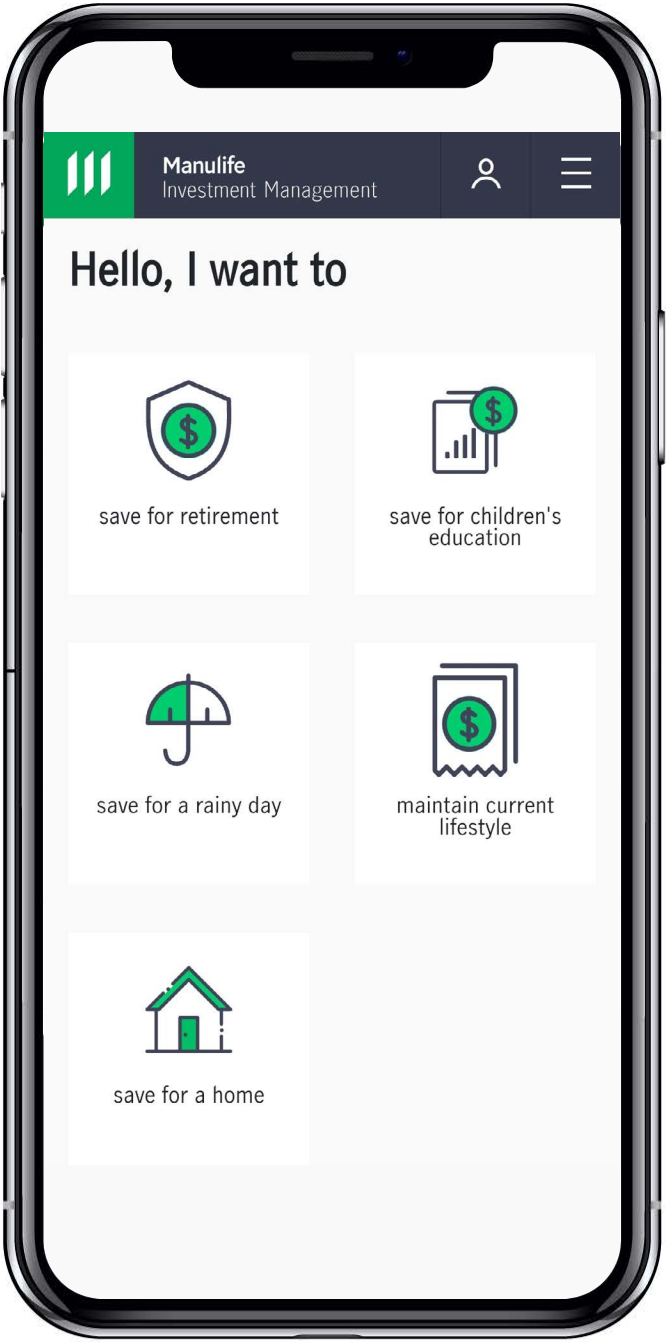 Manulife
Investment Management
Hello, I want to
$
$
save for retirement
save for children's
education
$
save for a rainy day
maintain current
lifestyle
save for a home